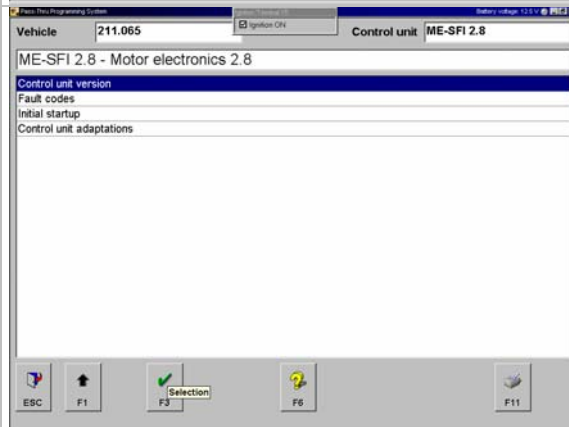 Pass-Thru Programming System Battery voltage: 12.6 V
Vehicle 211.065 Ignition ON Control unit ME-SFI 2.8
ME-SFI 2.8 - Motor electronics 2.8
Control unit version
Fault codes
Initial startup
Control unit adaptations
Selection
ESC F1 F3 F6 F11